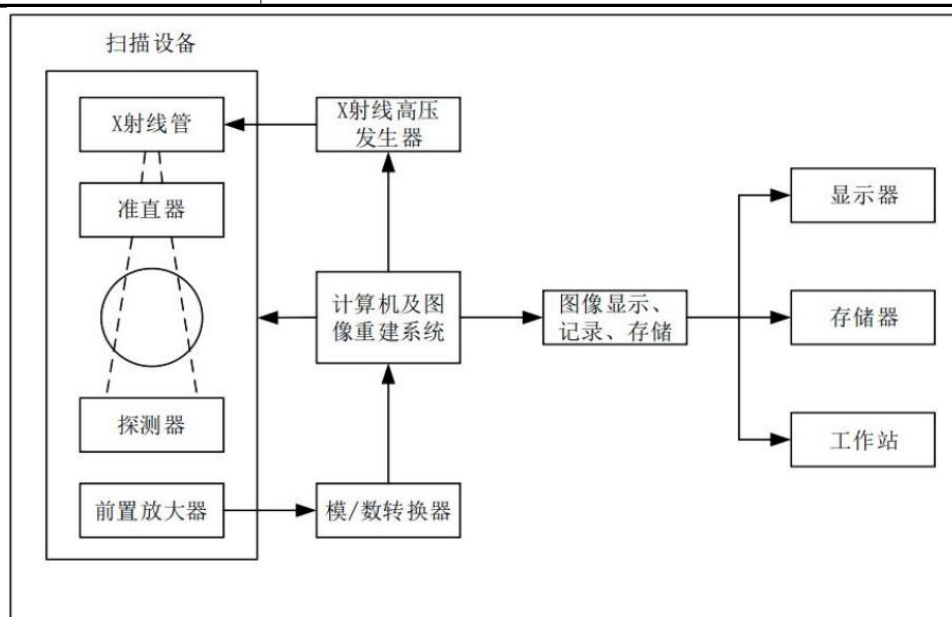 扫描设备
X射线管
X射线高压
发生器
准直器
显示器
计算机及图
像重建系统
图像显示、
记录、存储
存储器
探测器
工作站
前置放大器
模/数转换器